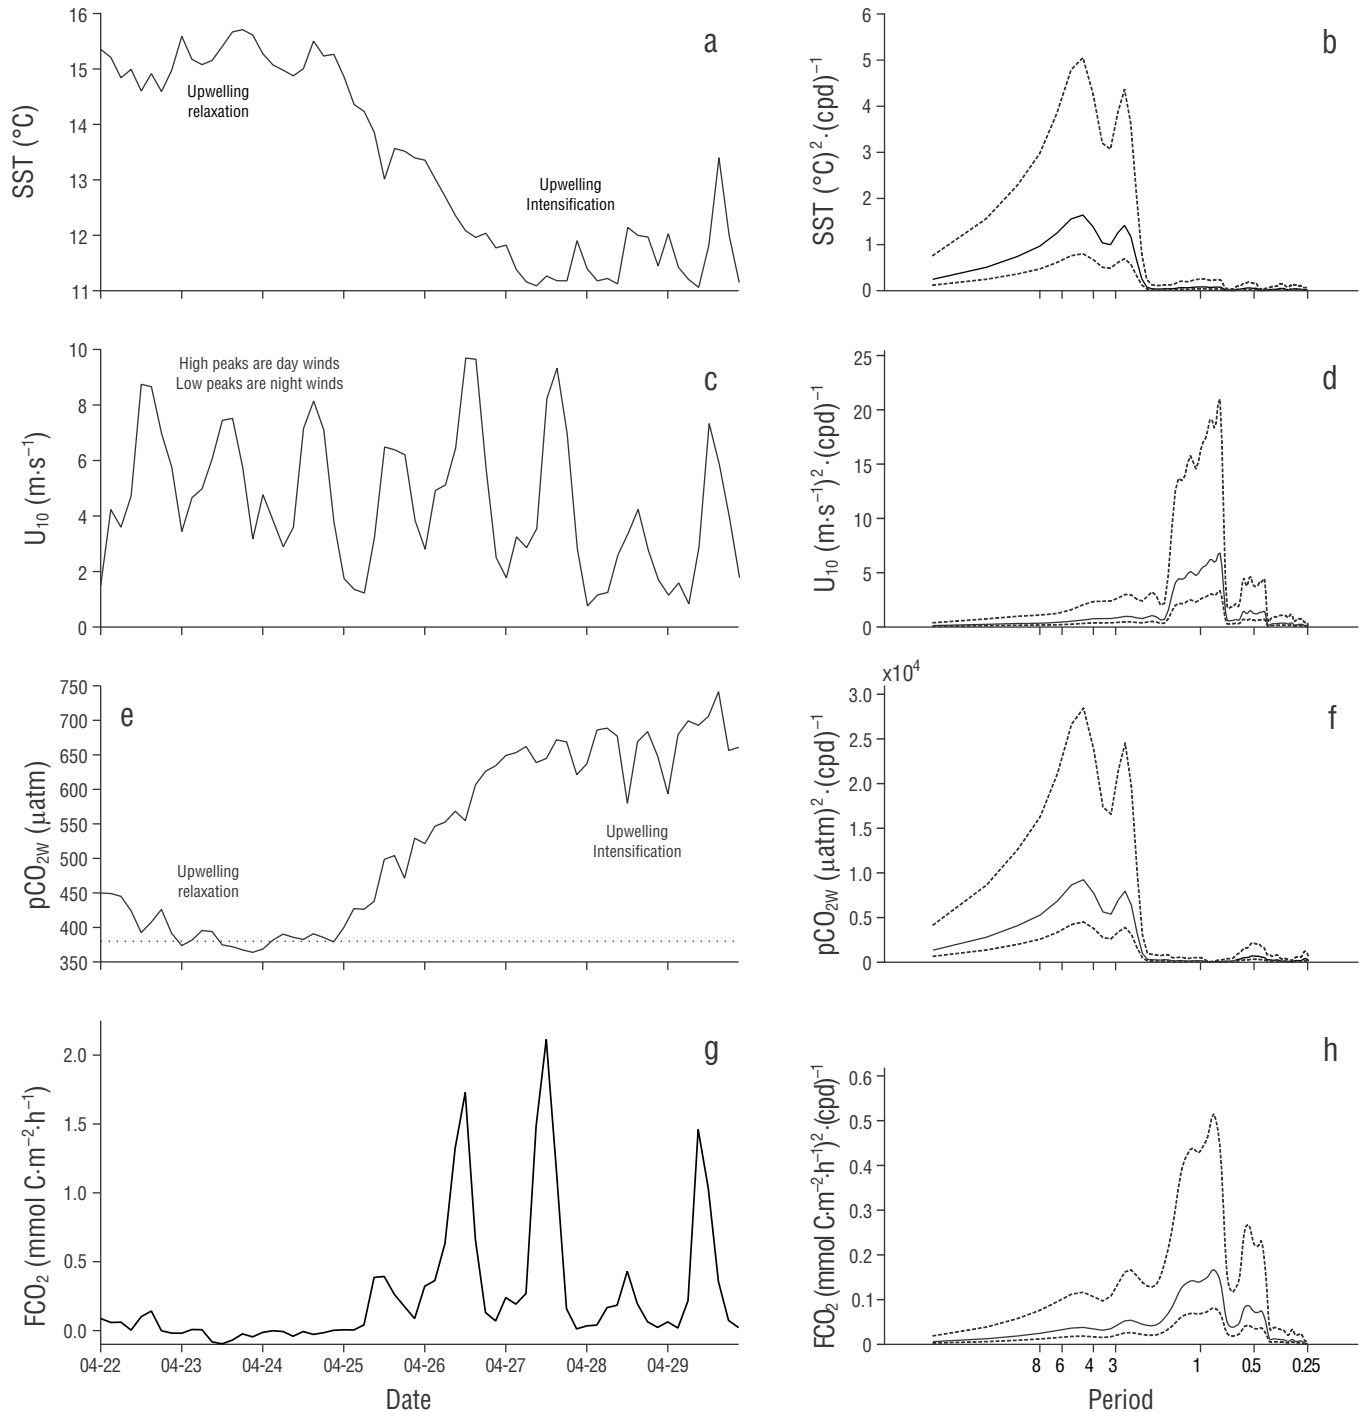 a
SST (°C)
16
15
14
13
12
11
Upwelling
relaxation
Upwelling
Intensification
b
SST (°C)²·(cpd)⁻¹
6
5
4
3
2
1
0
c
U₁₀ (m·s⁻¹)
10
8
6
4
2
0
High peaks are day winds
Low peaks are night winds
d
U₁₀ (m·s⁻¹)²·(cpd)⁻¹
25
20
15
10
5
0
e
pCO₂W (µatm)
750
700
650
600
550
500
450
400
350
Upwelling
relaxation
Upwelling
Intensification
f
x10⁴
pCO₂W (µatm)²·(cpd)⁻¹
3.0
2.5
2.0
1.5
1.0
0.5
0
g
FCO₂ (mmol C·m⁻²·h⁻¹)
2.0
1.5
1.0
0.5
0.0
04-22 04-23 04-24 04-25 04-26 04-27 04-28 04-29
Date
h
FCO₂ (mmol C·m⁻²·h⁻¹)²·(cpd)⁻¹
0.6
0.5
0.4
0.3
0.2
0.1
0
8 6 4 3 1 0.5 0.25
Period